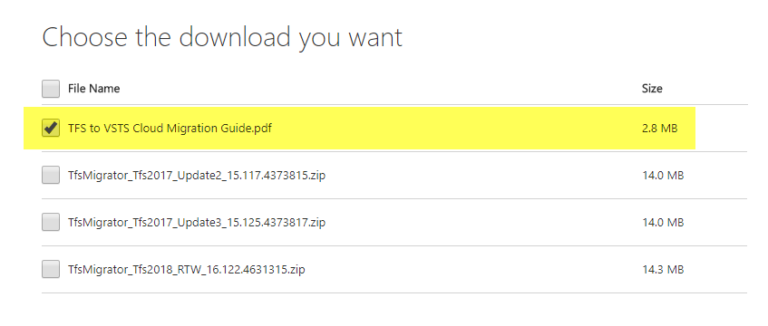 Choose the download you want
File Name Size
TFS to VSTS Cloud Migration Guide.pdf 2.8 MB
TfsMigrator_Tfs2017_Update2_15.117.4373815.zip 14.0 MB
TfsMigrator_Tfs2017_Update3_15.125.4373817.zip 14.0 MB
TfsMigrator_Tfs2018_RTW_16.122.4631315.zip 14.3 MB